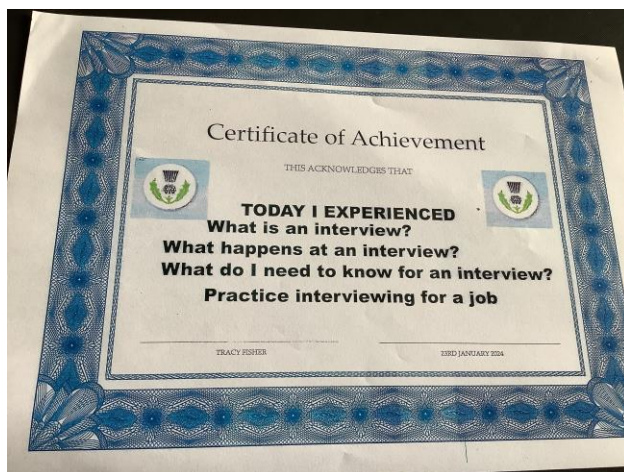 Certificate of Achievement
THIS ACKNOWLEDGES THAT
TODAY I EXPERIENCED
What is an interview?
What happens at an interview?
What do I need to know for an interview?
Practice interviewing for a job
TRACY FISHER
23RD JANUARY 2024